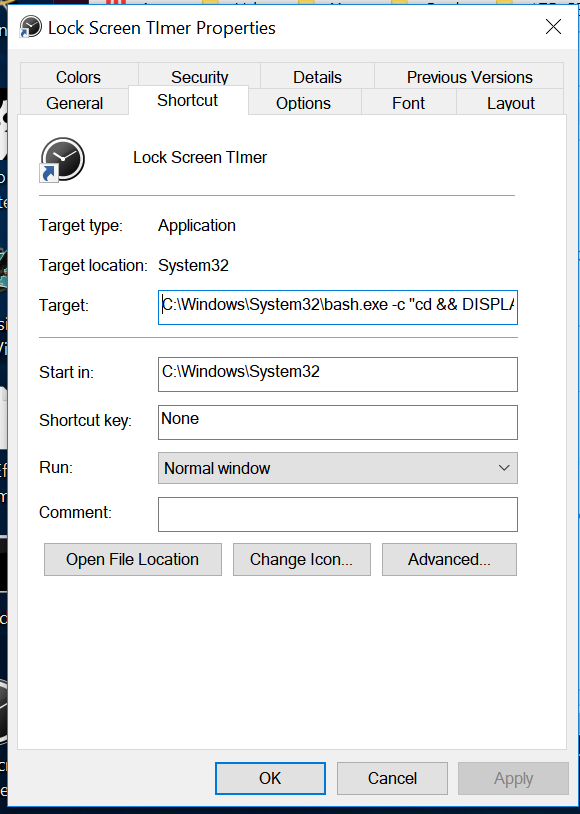 Lock Screen TImer Properties
Colors Security Details Previous Versions
General Shortcut Options Font Layout
Lock Screen TImer
Target type: Application
Target location: System32
Target: C:\Windows\System32\bash.exe -c "cd && DISPLA
Start in: C:\Windows\System32
Shortcut key: None
Run: Normal window
Comment:
Open File Location Change Icon... Advanced...
OK Cancel Apply